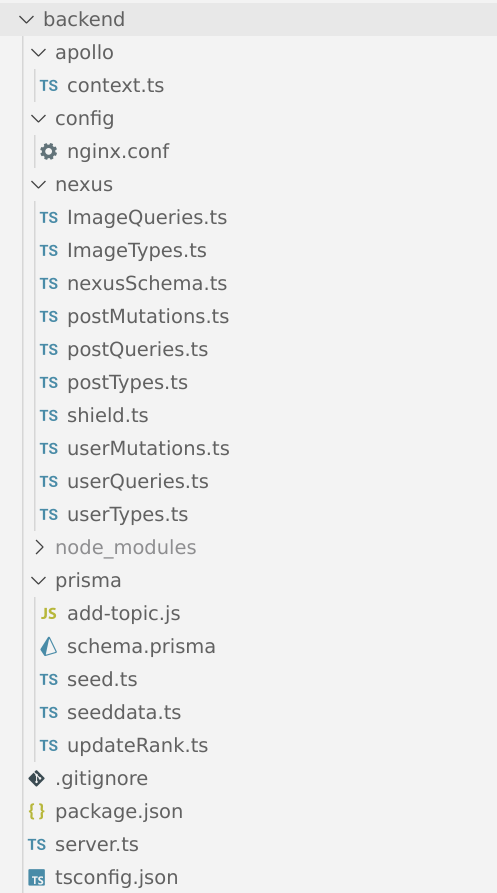 backend
apollo
TS context.ts
config
nginx.conf
nexus
TS ImageQueries.ts
TS ImageTypes.ts
TS nexusSchema.ts
TS postMutations.ts
TS postQueries.ts
TS postTypes.ts
TS shield.ts
TS userMutations.ts
TS userQueries.ts
TS userTypes.ts
node_modules
prisma
JS add-topic.js
schema.prisma
TS seed.ts
TS seeddata.ts
TS updateRank.ts
.gitignore
{ } package.json
TS server.ts
TS tsconfig.json